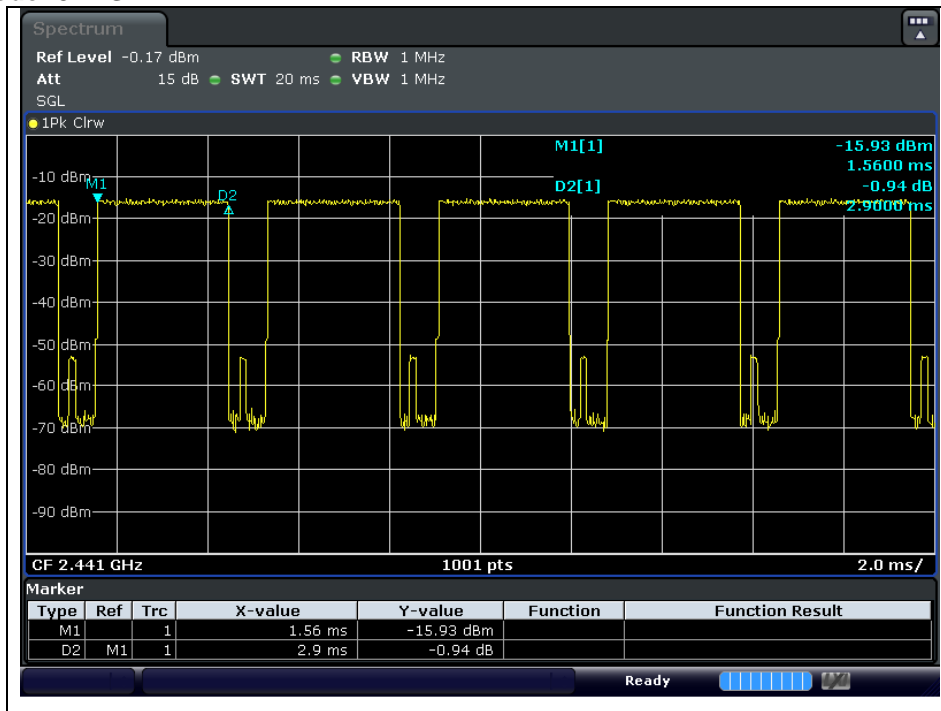 Spectrum
Ref Level -0.17 dBm RBW 1 MHz
Att 15 dB SWT 20 ms VBW 1 MHz
SGL
1Pk Clrw
M1[1] -15.93 dBm
1.5600 ms
D2[1] -0.94 dB
2.9000 ms
M1
D2
-10 dBm
-20 dBm
-30 dBm
-40 dBm
-50 dBm
-60 dBm
-70 dBm
-80 dBm
-90 dBm
CF 2.441 GHz 1001 pts 2.0 ms/
Marker
Type Ref Trc X-value Y-value Function Function Result
M1 1 1.56 ms -15.93 dBm
D2 M1 1 2.9 ms -0.94 dB
Ready